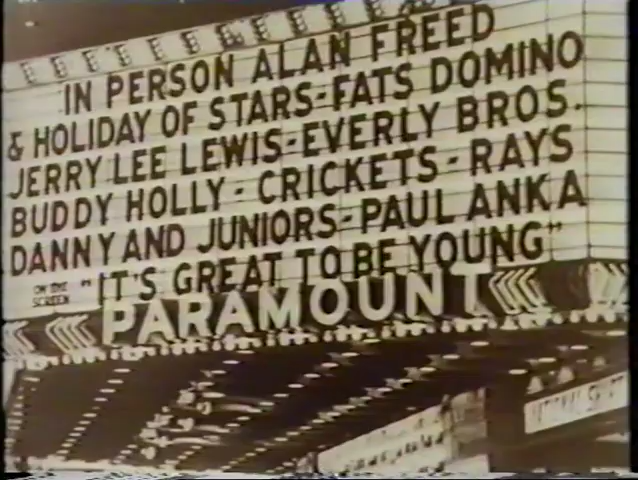 IN PERSON ALAN FREED
& HOLIDAY OF STARS-FATS DOMINO
JERRY LEE LEWIS-EVERLY BROS.
BUDDY HOLLY - CRICKETS - RAYS
DANNY AND JUNIORS-PAUL ANKA
ON THE
SCREEN
"IT'S GREAT TO BE YOUNG"
PARAMOUNT